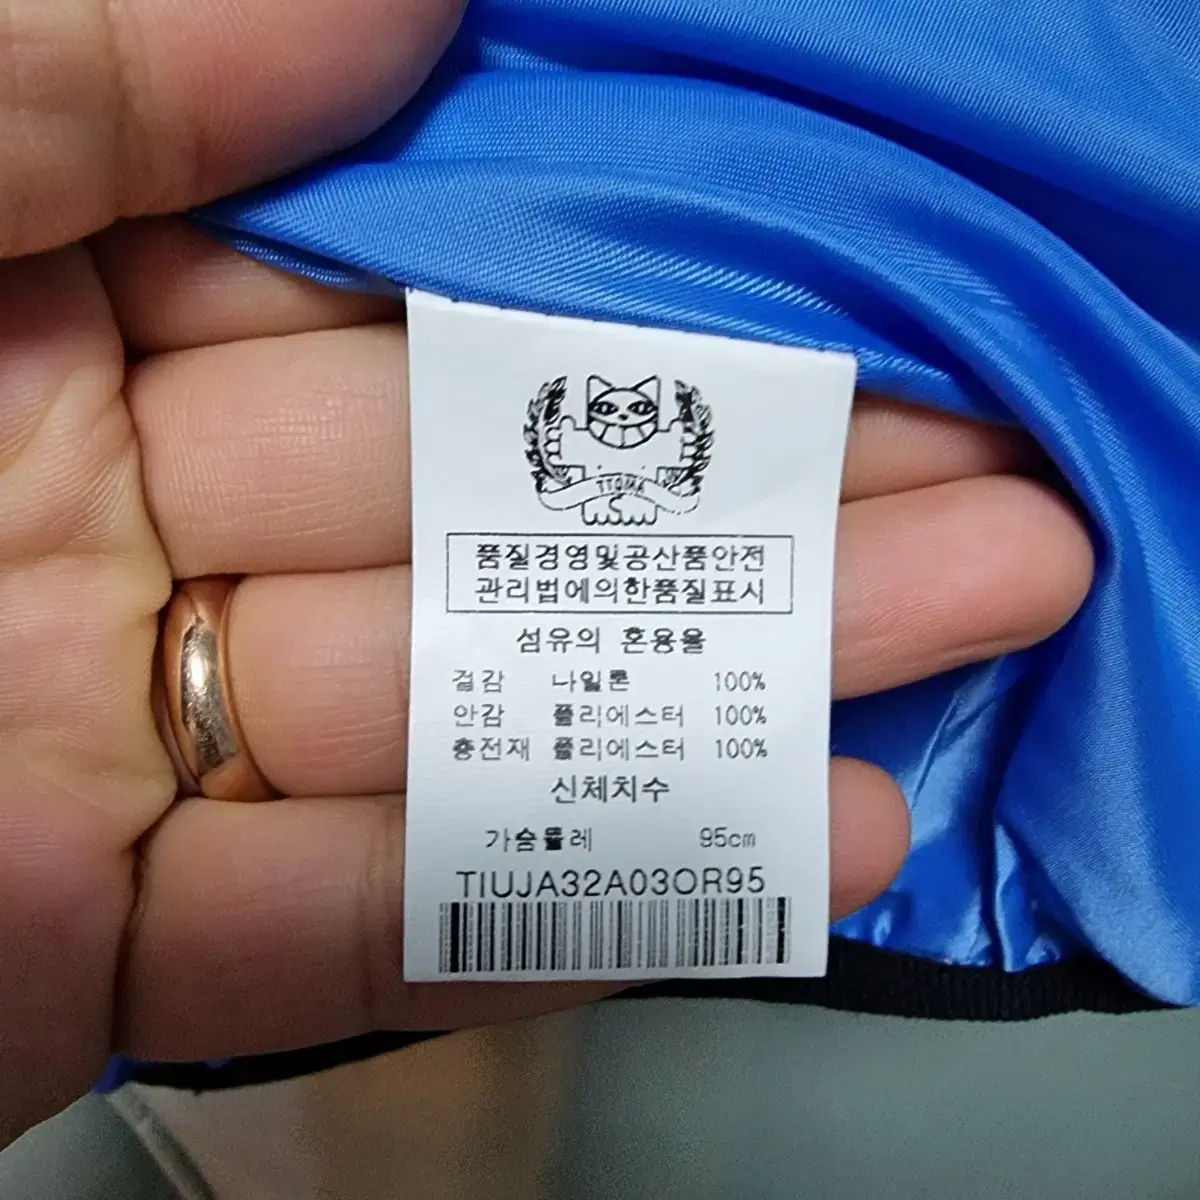 TTOMA
품질경영및공산품안전
관리법에의한품질표시
섬유의 혼용율
겉감 나일론 100%
안감 폴리에스터 100%
충전재 폴리에스터 100%
신체치수
가슴둘레 95cm
TIUJA32A03OR95